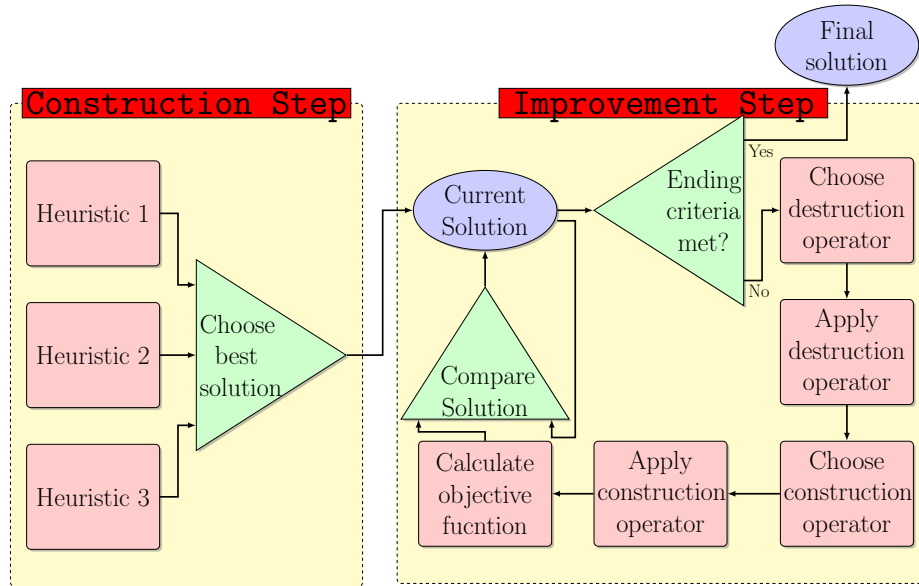 Final
solution
Construction Step
Improvement Step
Heuristic 1
Heuristic 2
Heuristic 3
Choose
best
solution
Current
Solution
Ending
criteria
met?
Yes
No
Choose
destruction
operator
Apply
destruction
operator
Choose
construction
operator
Apply
construction
operator
Calculate
objective
fucntion
Compare
Solution